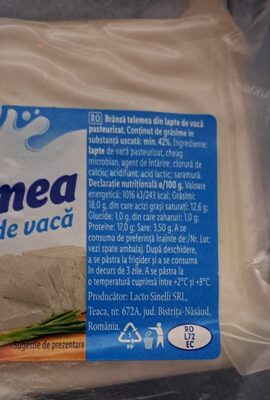 mea
de vacă
Sugestie de prezentare
RO Brânză telemea din lapte de vacă
pasteurizat. Conținut de grăsime în
substanța uscată: min. 42%. Ingrediente:
lapte de vacă pasteurizat, cheag
microbian, agent de întărire: clorură de
calciu; acidifiant: acid lactic; saramură.
Declarație nutrițională ø/100 g. Valoare
energetică: 1016 kJ/243 kcal; Grăsimi:
18,0 g, din care acizi grași saturați: 12,6 g;
Glucide: 1,0 g, din care zaharuri: 1,0 g;
Proteine: 17,0 g; Sare: 3,50 g. A se
consuma de preferință înainte de:/Nr. Lot:
vezi spate ambalaj. După deschidere,
a se păstra la frigider și a se consuma
în decurs de 3 zile. A se păstra la
o temperatură cuprinsă între +2°C și +8°C.
Producător: Lacto Sinelli SRL,
Teaca, nr. 672A, jud. Bistrița-Năsăud,
România.
RO
L72
EC